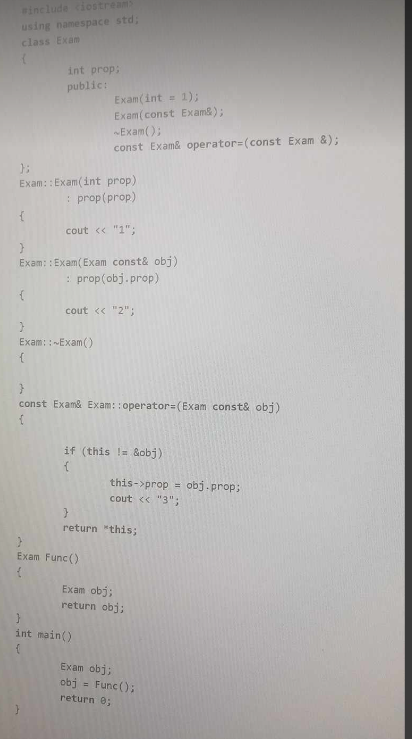 #include <iostream>
using namespace std;
class Exam
{
int prop;
public:
Exam(int = 1);
Exam(const Exam&);
~Exam();
const Exam& operator=(const Exam &);
};
Exam::Exam(int prop)
: prop(prop)
{
cout << "1";
}
Exam::Exam(Exam const& obj)
: prop(obj.prop)
{
cout << "2";
}
Exam::~Exam()
{
}
const Exam& Exam::operator=(Exam const& obj)
{
if (this != &obj)
{
this->prop = obj.prop;
cout << "3";
}
return *this;
}
Exam Func()
{
Exam obj;
return obj;
}
int main()
{
Exam obj;
obj = Func();
return 0;
}